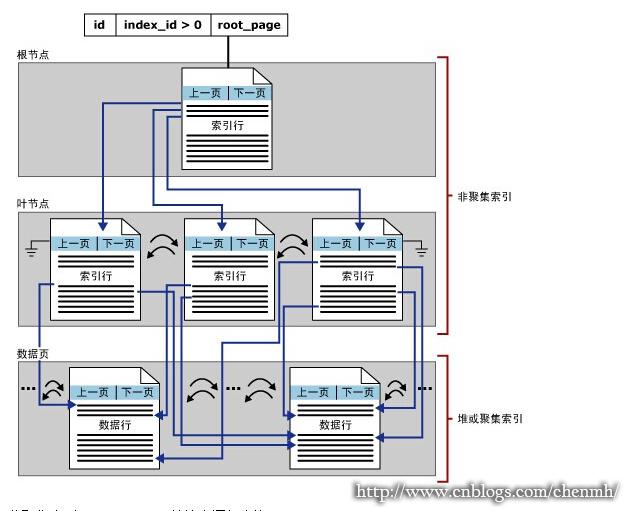 id index_id > 0 root_page
根节点
上一页 下一页
索引行
非聚集索引
叶节点
上一页 下一页 上一页 下一页 上一页 下一页
索引行 索引行 索引行
数据页
上一页 下一页 上一页 下一页
数据行 数据行
堆或聚集索引
http://www.cnblogs.com/chenmh/